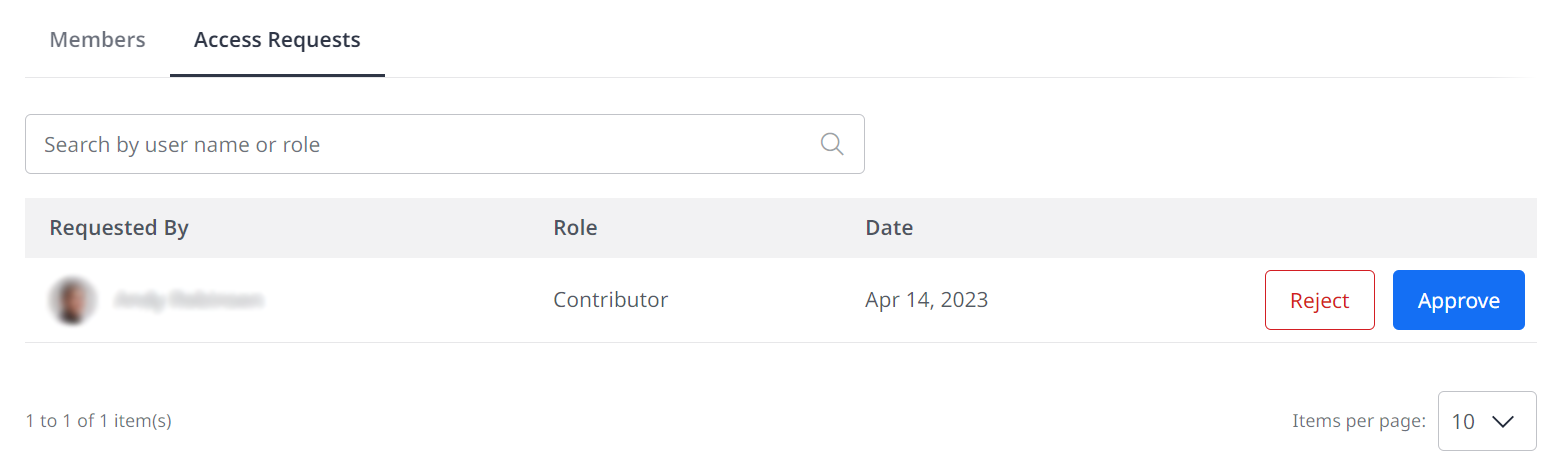 Members Access Requests
Search by user name or role
Requested By Role Date
Contributor Apr 14, 2023 Reject Approve
1 to 1 of 1 item(s) Items per page: 10